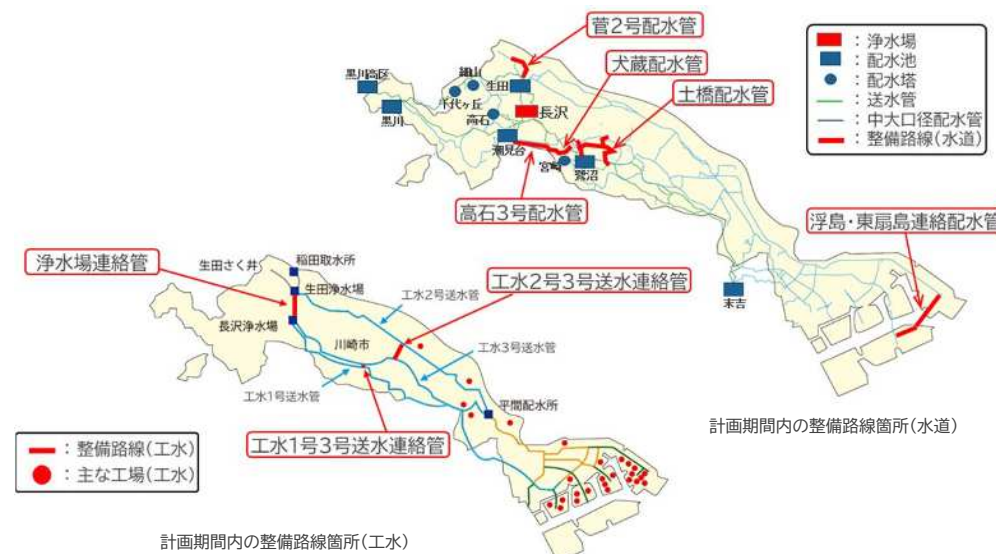 菅2号配水管
犬蔵配水管
土橋配水管
黒川高区
細山
生田
千代ヶ丘
黒川
高石
長沢
潮見台
宮崎
鷺沼
高石3号配水管
：浄水場
：配水池
：配水塔
：送水管
：中大口径配水管
：整備路線(水道)
浮島・東扇島連絡配水管
末吉
計画期間内の整備路線箇所(水道)
浄水場連絡管
生田さく井
稲田取水所
生田浄水場
工水2号送水管
工水2号3号送水連絡管
長沢浄水場
川崎市
工水3号送水管
工水1号送水管
平間配水所
工水1号3号送水連絡管
：整備路線(工水)
：主な工場(工水)
計画期間内の整備路線箇所(工水)